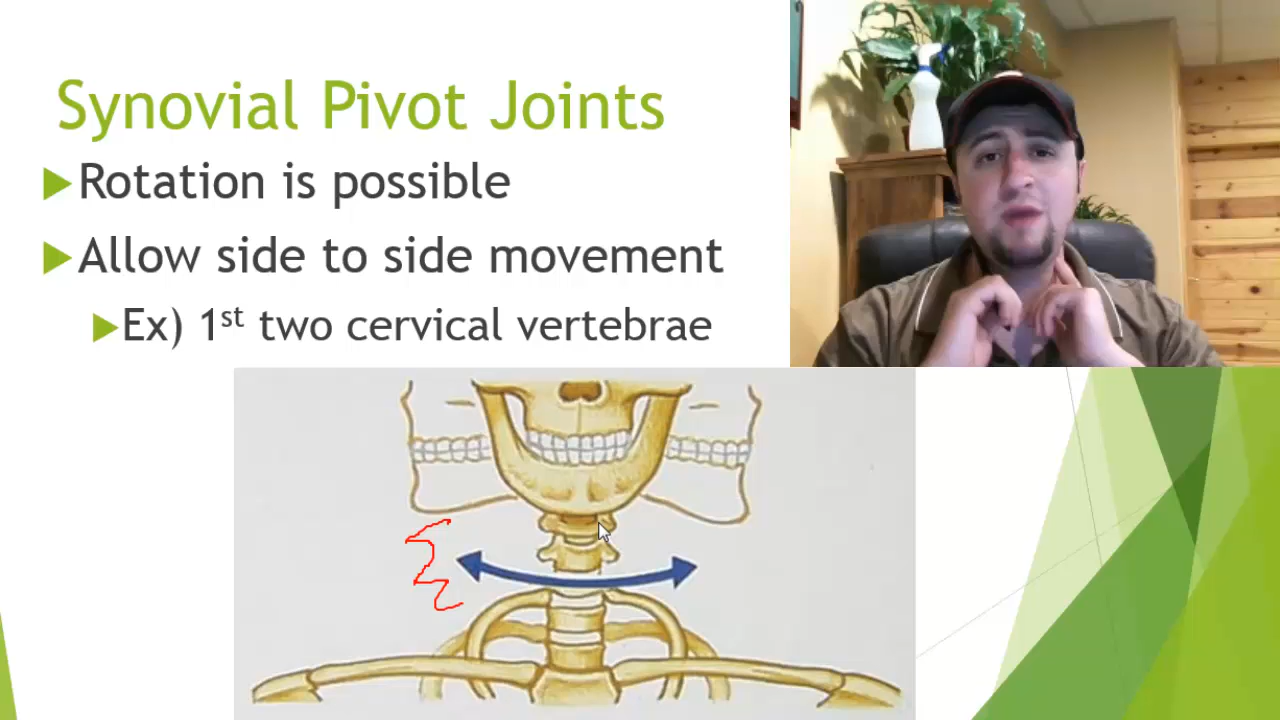 Synovial Pivot Joints
Rotation is possible
Allow side to side movement
Ex) 1st two cervical vertebrae